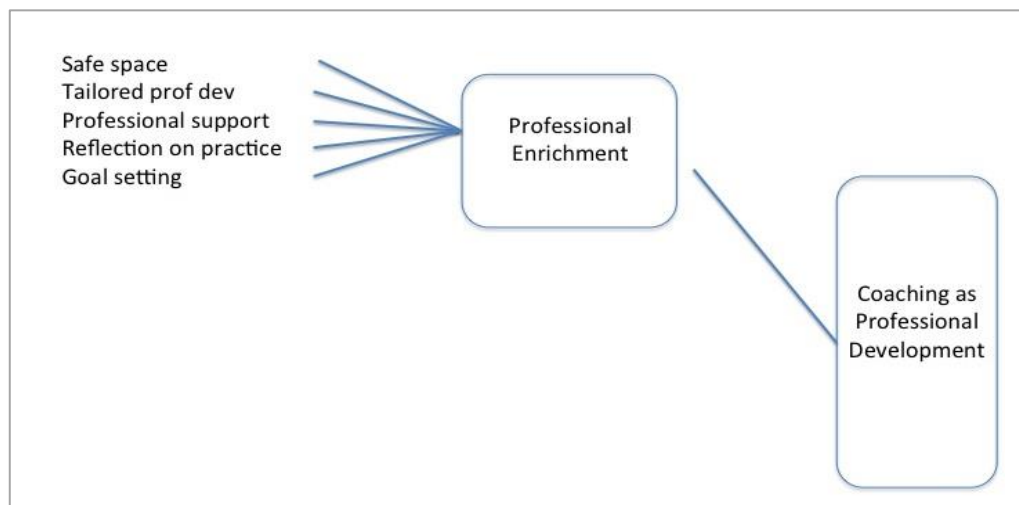 Safe space
Tailored prof dev
Professional support
Reflection on practice
Goal setting
Professional
Enrichment
Coaching as
Professional
Development